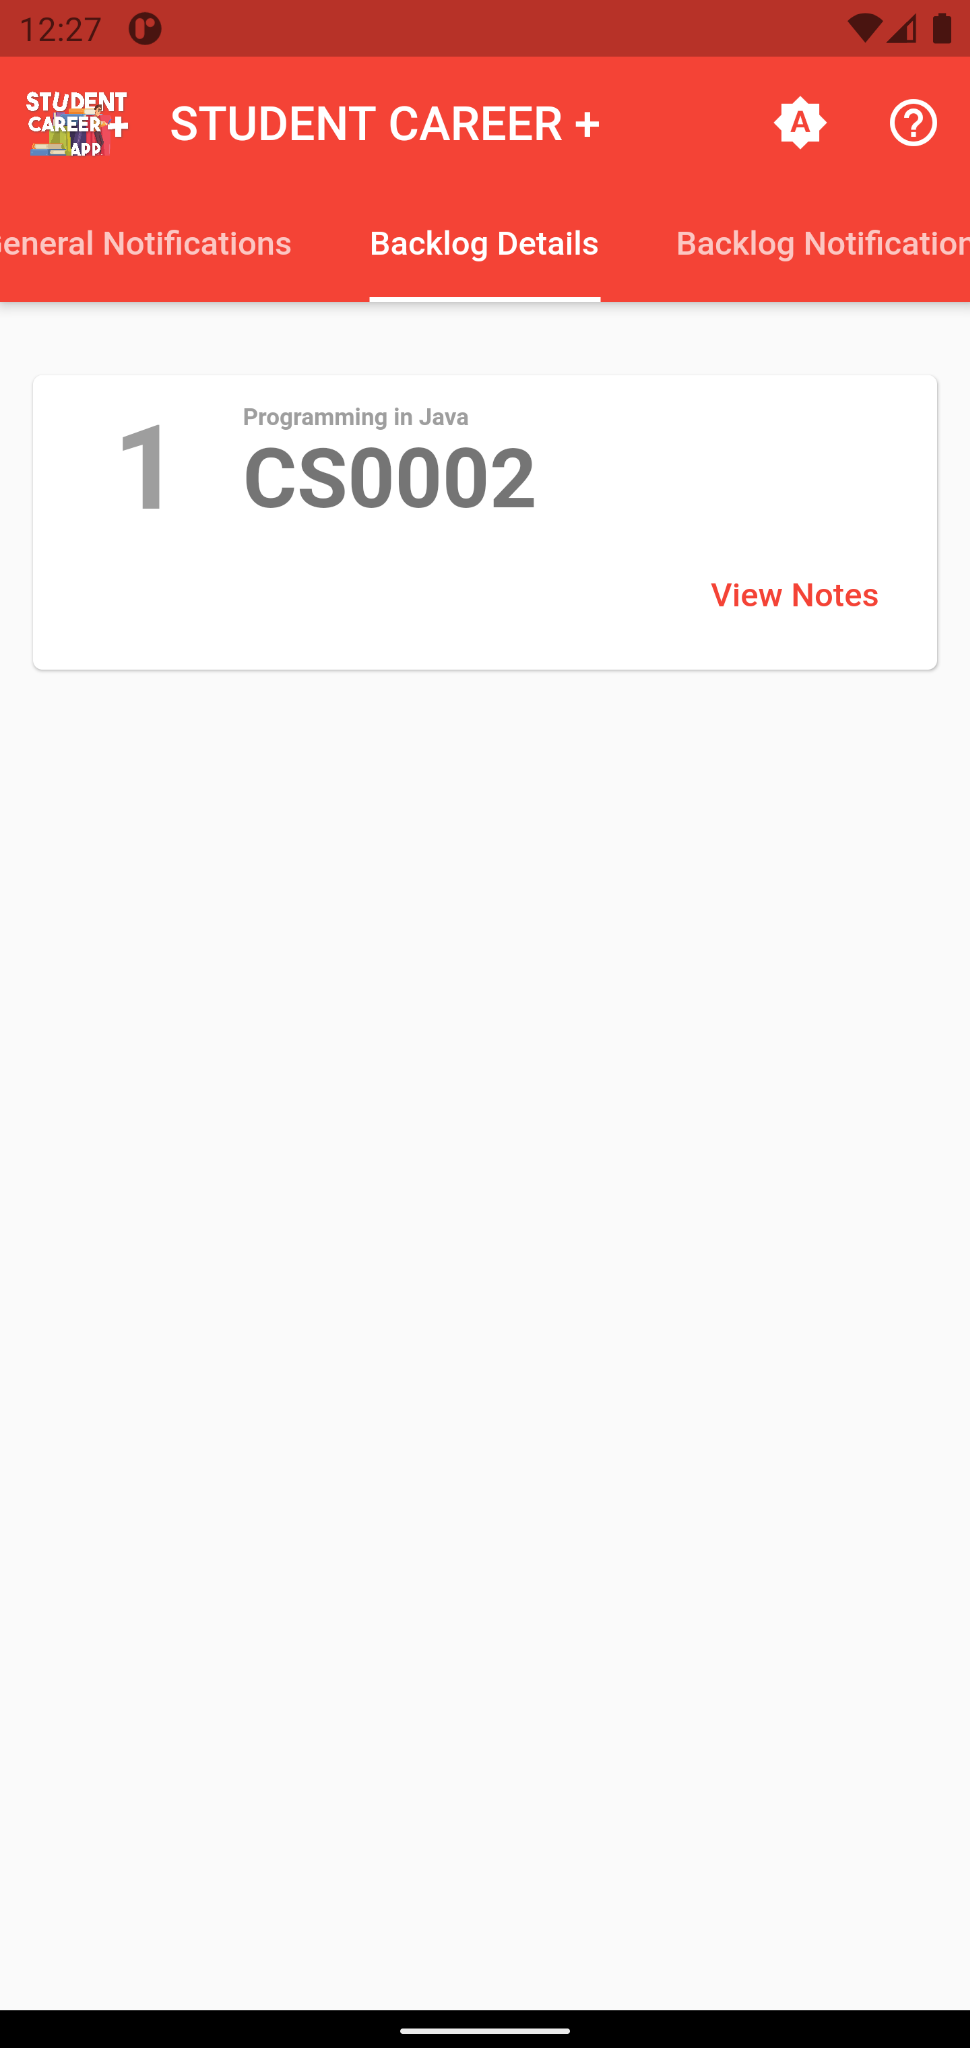 12:27
STUDENT
CAREER +
APP
STUDENT CAREER +
A
?
eneral Notifications
Backlog Details
Backlog Notification
1
Programming in Java
CS0002
View Notes